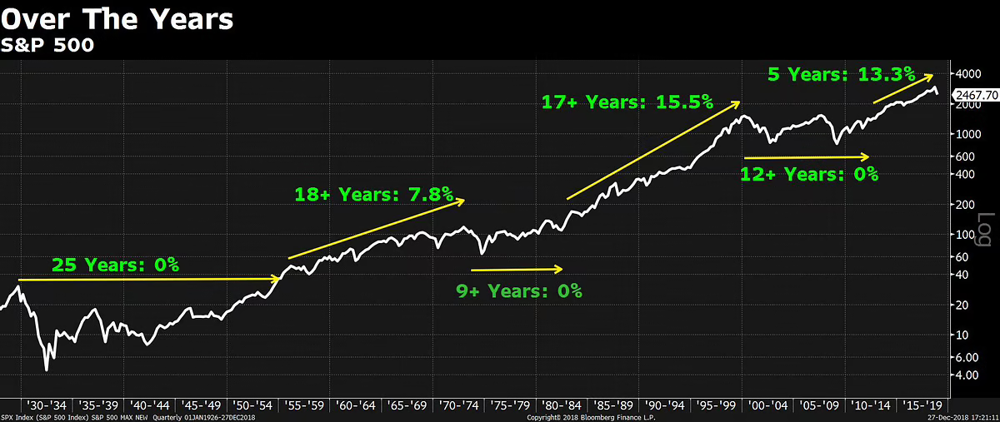 Over The Years
S&P 500
5 Years: 13.3%
4000
2467.70
17+ Years: 15.5%
2000
1000
600
12+ Years: 0%
400
18+ Years: 7.8%
200
Log
100
25 Years: 0%
60
40
9+ Years: 0%
20
10
6.00
4.00
'30-'34 '35-'39 '40-'44 '45-'49 '50-'54 '55-'59 '60-'64 '65-'69 '70-'74 '75-'79 '80-'84 '85-'89 '90-'94 '95-'99 '00-'04 '05-'09 '10-'14 '15-'19
SPX Index (S&P 500 Index) S&P 500 MAX NEW Quarterly 01JAN1926-27DEC2018 Copyright© 2018 Bloomberg Finance L.P. 27-Dec-2018 17:21:11